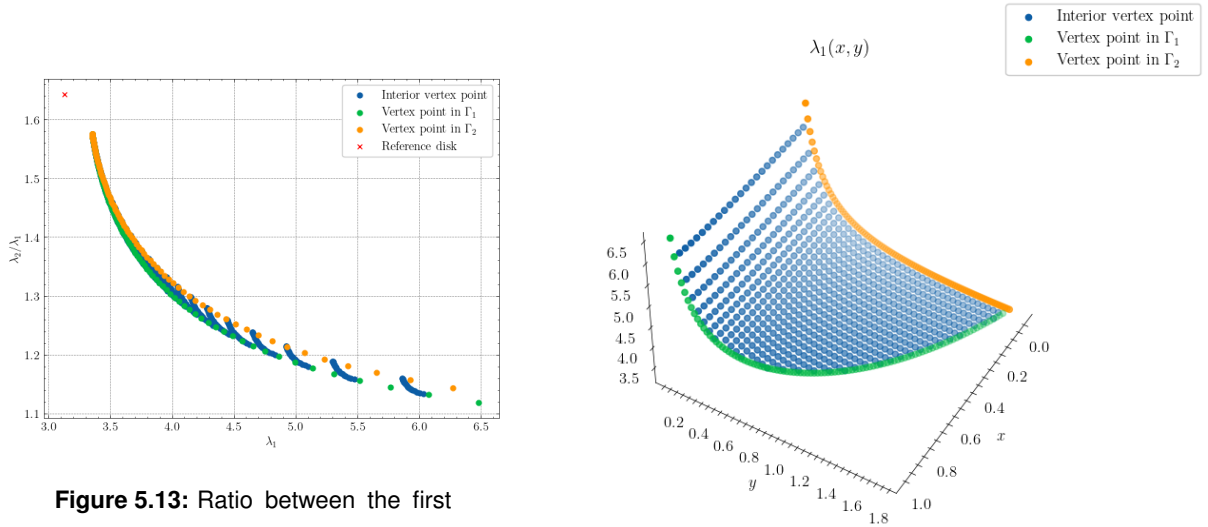 Interior vertex point
Vertex point in Γ₁
Vertex point in Γ₂
Reference disk
1.6
1.5
1.4
1.3
1.2
1.1
λ₂/λ₁
3.0 3.5 4.0 4.5 5.0 5.5 6.0 6.5
λ₁
Figure 5.13: Ratio between the first
Interior vertex point
Vertex point in Γ₁
Vertex point in Γ₂
λ₁(x, y)
6.5
6.0
5.5
5.0
4.5
4.0
3.5
0.2 0.4 0.6 0.8 1.0 1.2 1.4 1.6 1.8
y
0.0
0.2
0.4
0.6
0.8
1.0
x